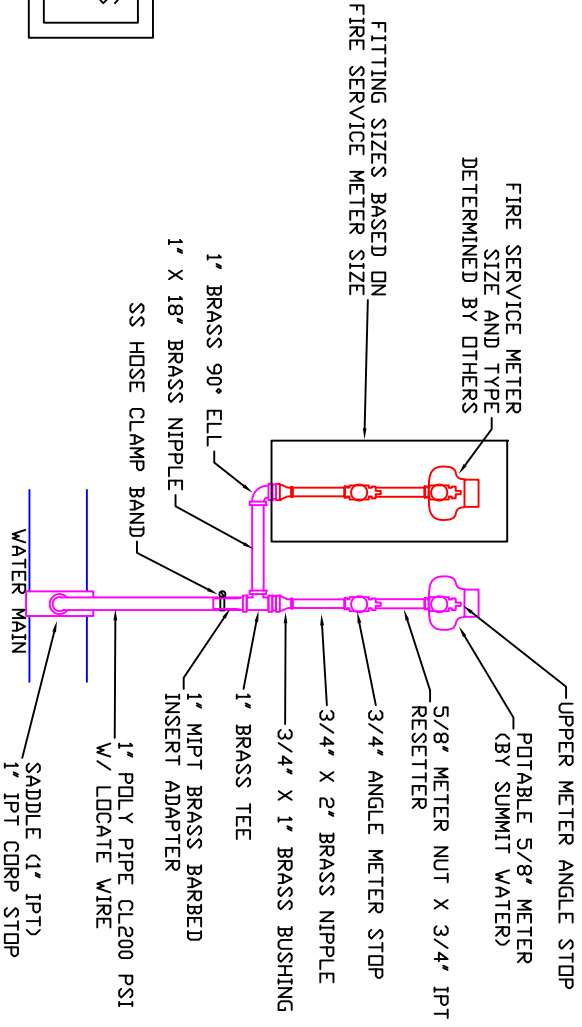 UPPER METER ANGLE STOP
POTABLE 5/8" METER
(BY SUMMIT WATER)
5/8" METER NUT X 3/4" IPT
RESETTER
3/4" ANGLE METER STOP
3/4" X 2" BRASS NIPPLE
3/4" X 1" BRASS BUSHING
1" BRASS TEE
1" MIPT BRASS BARBED
INSERT ADAPTER
1" POLY PIPE CL200 PSI
W/ LOCATE WIRE
SADDLE (1" IPT)
1" IPT CORP STOP
FIRE SERVICE METER
SIZE AND TYPE
DETERMINED BY OTHERS
FITTING SIZES BASED ON
FIRE SERVICE METER SIZE
1" BRASS 90° ELL
1" X 18" BRASS NIPPLE
SS HOSE CLAMP BAND
WATER MAIN